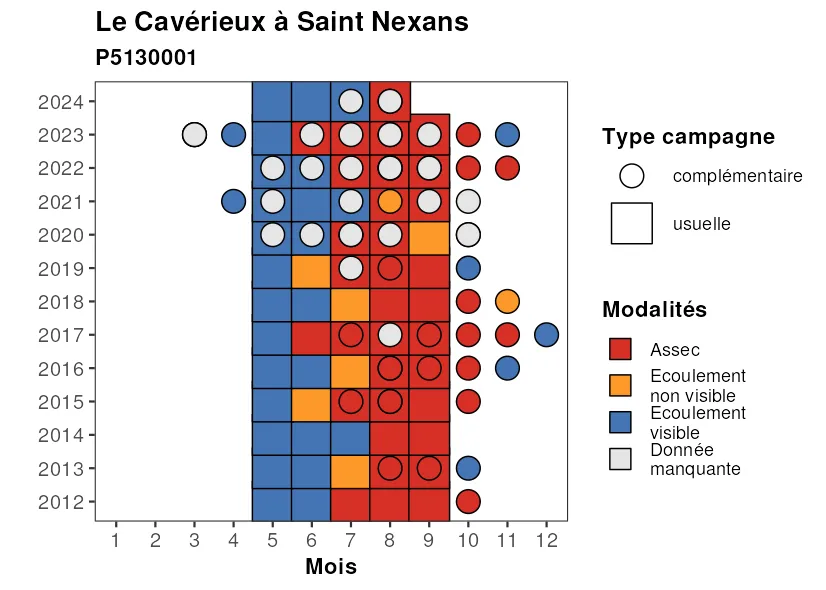 Le Cavérieux à Saint Nexans
P5130001
2024
2023
2022
2021
2020
2019
2018
2017
2016
2015
2014
2013
2012
1 2 3 4 5 6 7 8 9 10 11 12
Mois
Type campagne
complémentaire
usuelle
Modalités
Assec
Ecoulement
non visible
Ecoulement
visible
Donnée
manquante